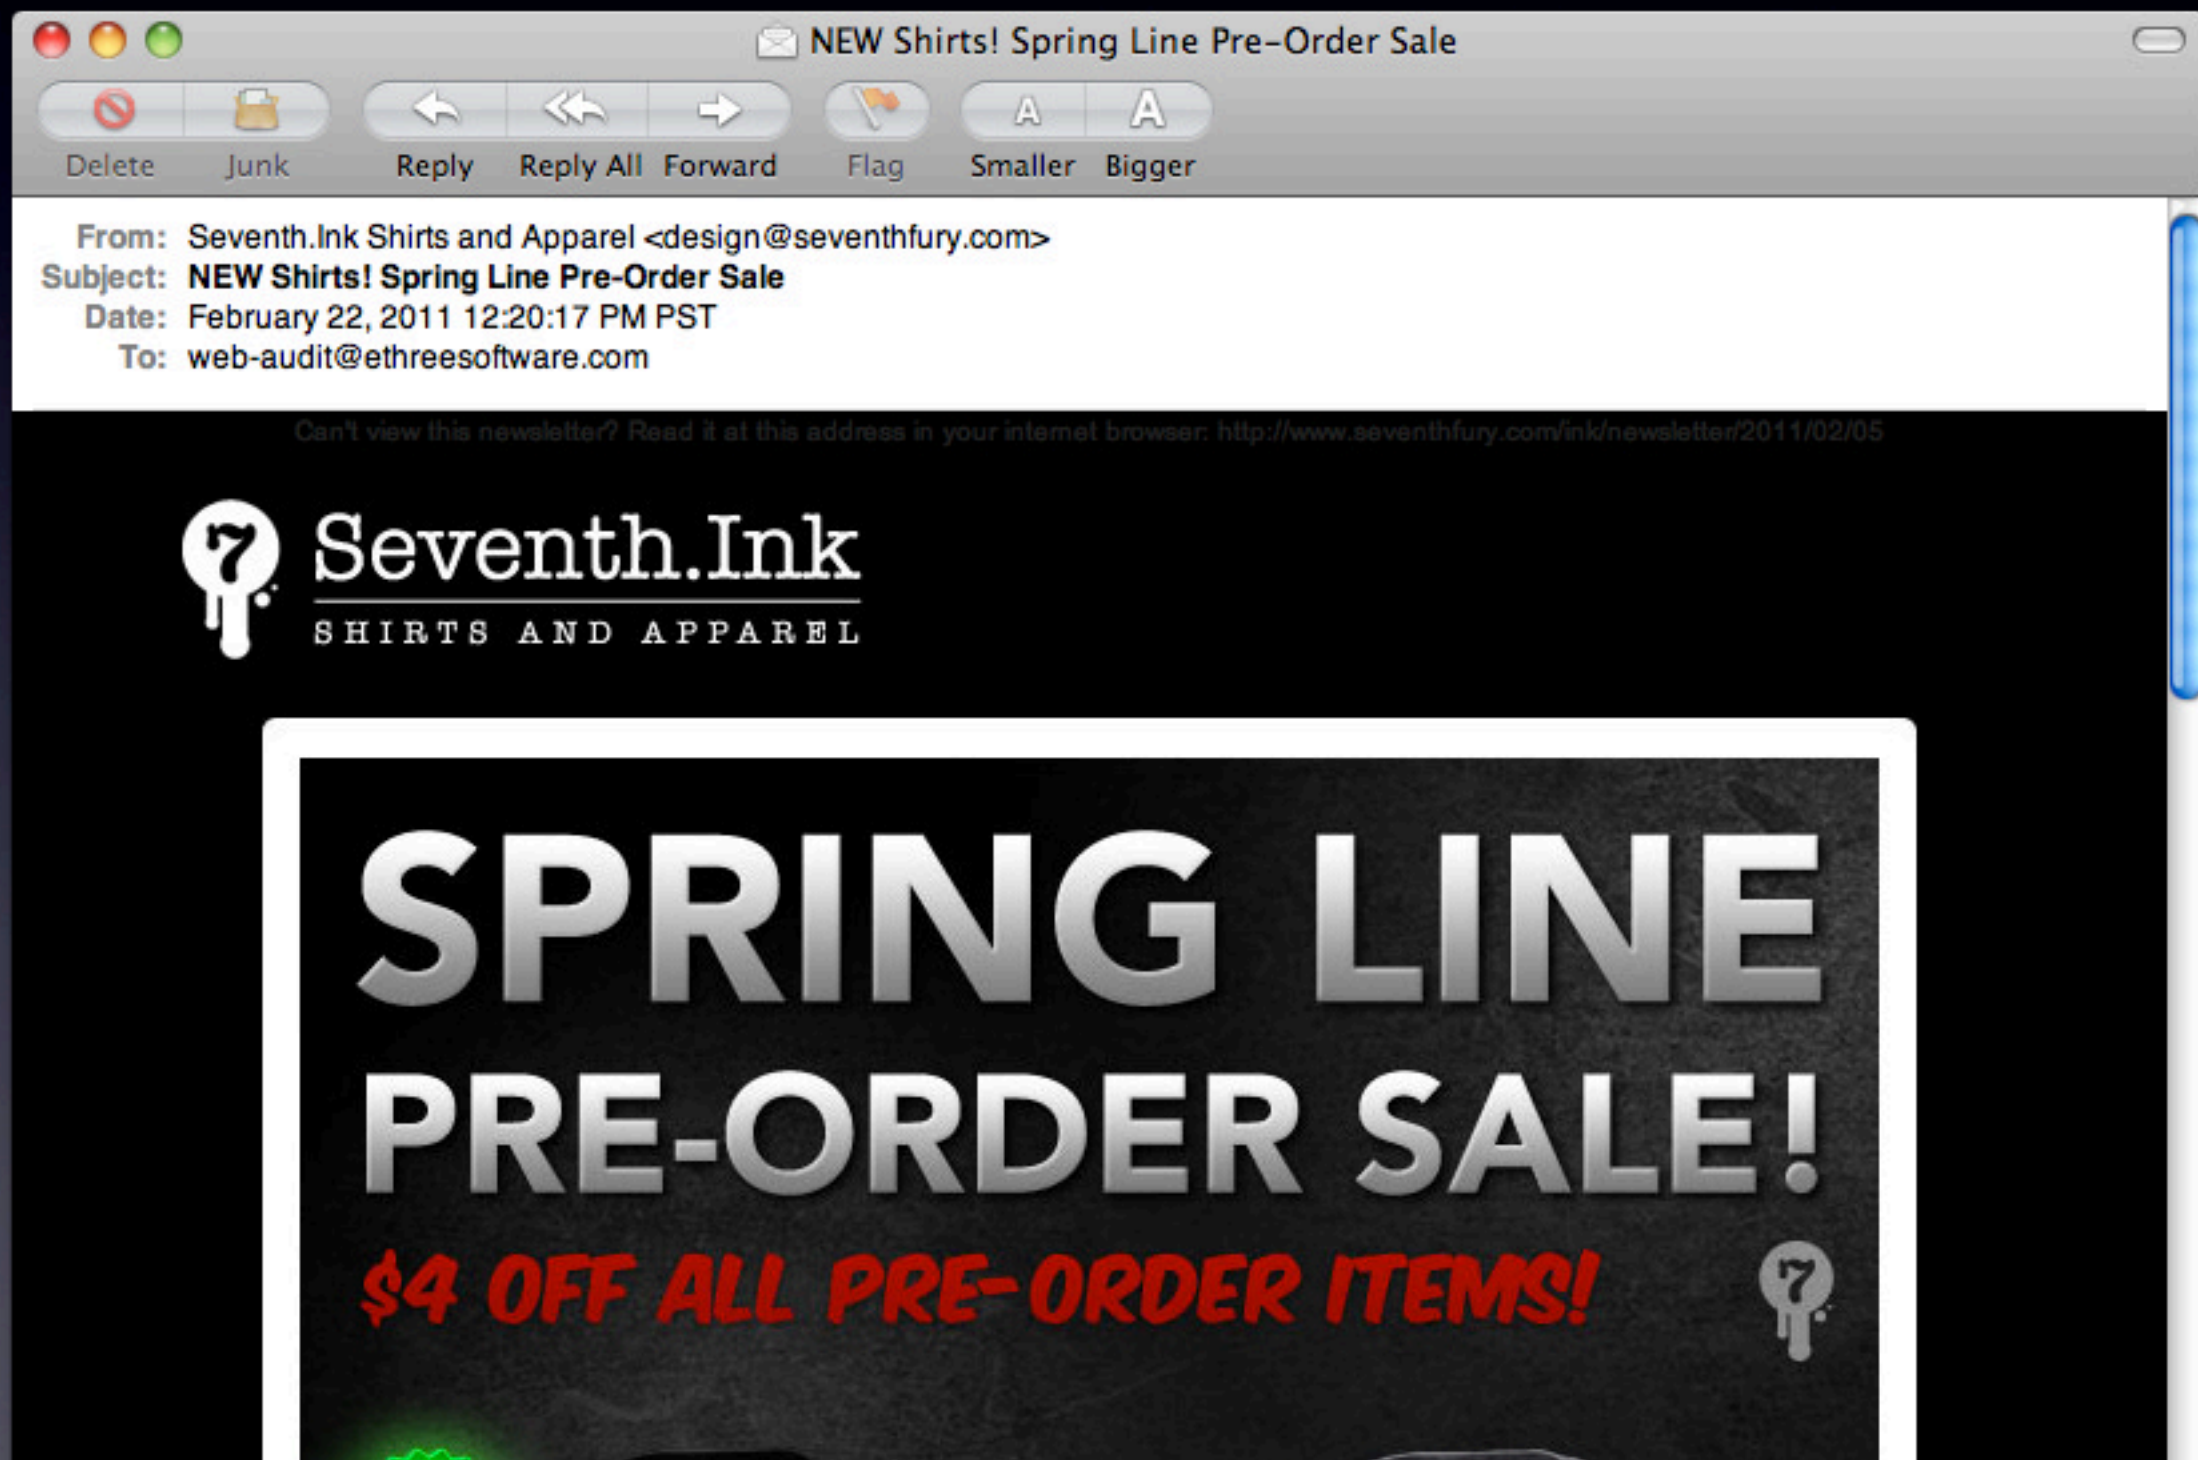 NEW Shirts! Spring Line Pre-Order Sale
Delete Junk Reply Reply All Forward Flag Smaller Bigger
From: Seventh.Ink Shirts and Apparel <design@seventhfury.com>
Subject: NEW Shirts! Spring Line Pre-Order Sale
Date: February 22, 2011 12:20:17 PM PST
To: web-audit@ethreesoftware.com
Can't view this newsletter? Read it at this address in your internet browser: http://www.seventhfury.com/ink/newsletter/2011/02/05
7 Seventh.Ink
SHIRTS AND APPAREL
SPRING LINE
PRE-ORDER SALE!
$4 OFF ALL PRE-ORDER ITEMS!
7